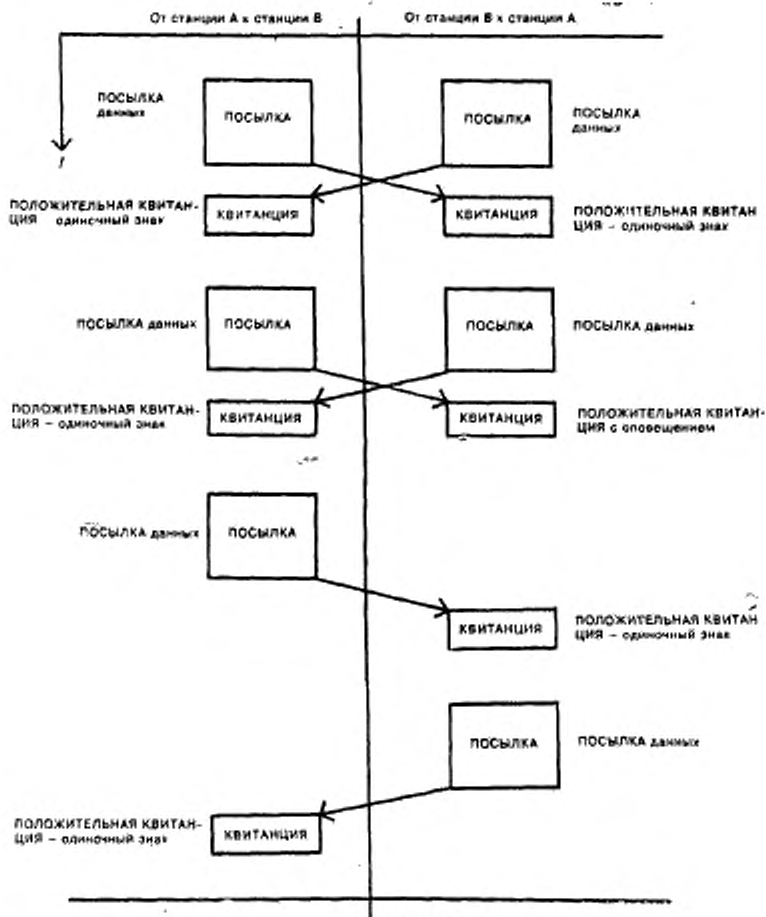 От станции А к станции В
От станции В к станции А
ПОСЫЛКА
данных
ПОСЫЛКА
ПОСЫЛКА
ПОСЫЛКА
данных
t
ПОЛОЖИТЕЛЬНАЯ КВИТАН-
ЦИЯ одиночный знак
КВИТАНЦИЯ
КВИТАНЦИЯ
ПОЛОЖИТЕЛЬНАЯ КВИТАН
ЦИЯ – одиночный знак
ПОСЫЛКА данных
ПОСЫЛКА
ПОСЫЛКА
ПОСЫЛКА данных
ПОЛОЖИТЕЛЬНАЯ КВИТАН-
ЦИЯ – одиночный знак
КВИТАНЦИЯ
КВИТАНЦИЯ
ПОЛОЖИТЕЛЬНАЯ КВИТАН-
ЦИЯ с оповещением
ПОСЫЛКА данных
ПОСЫЛКА
КВИТАНЦИЯ
ПОЛОЖИТЕЛЬНАЯ КВИТАН
ЦИЯ – одиночный знак
ПОСЫЛКА
ПОСЫЛКА данных
ПОЛОЖИТЕЛЬНАЯ КВИТАН-
ЦИЯ – одиночный знак
КВИТАНЦИЯ